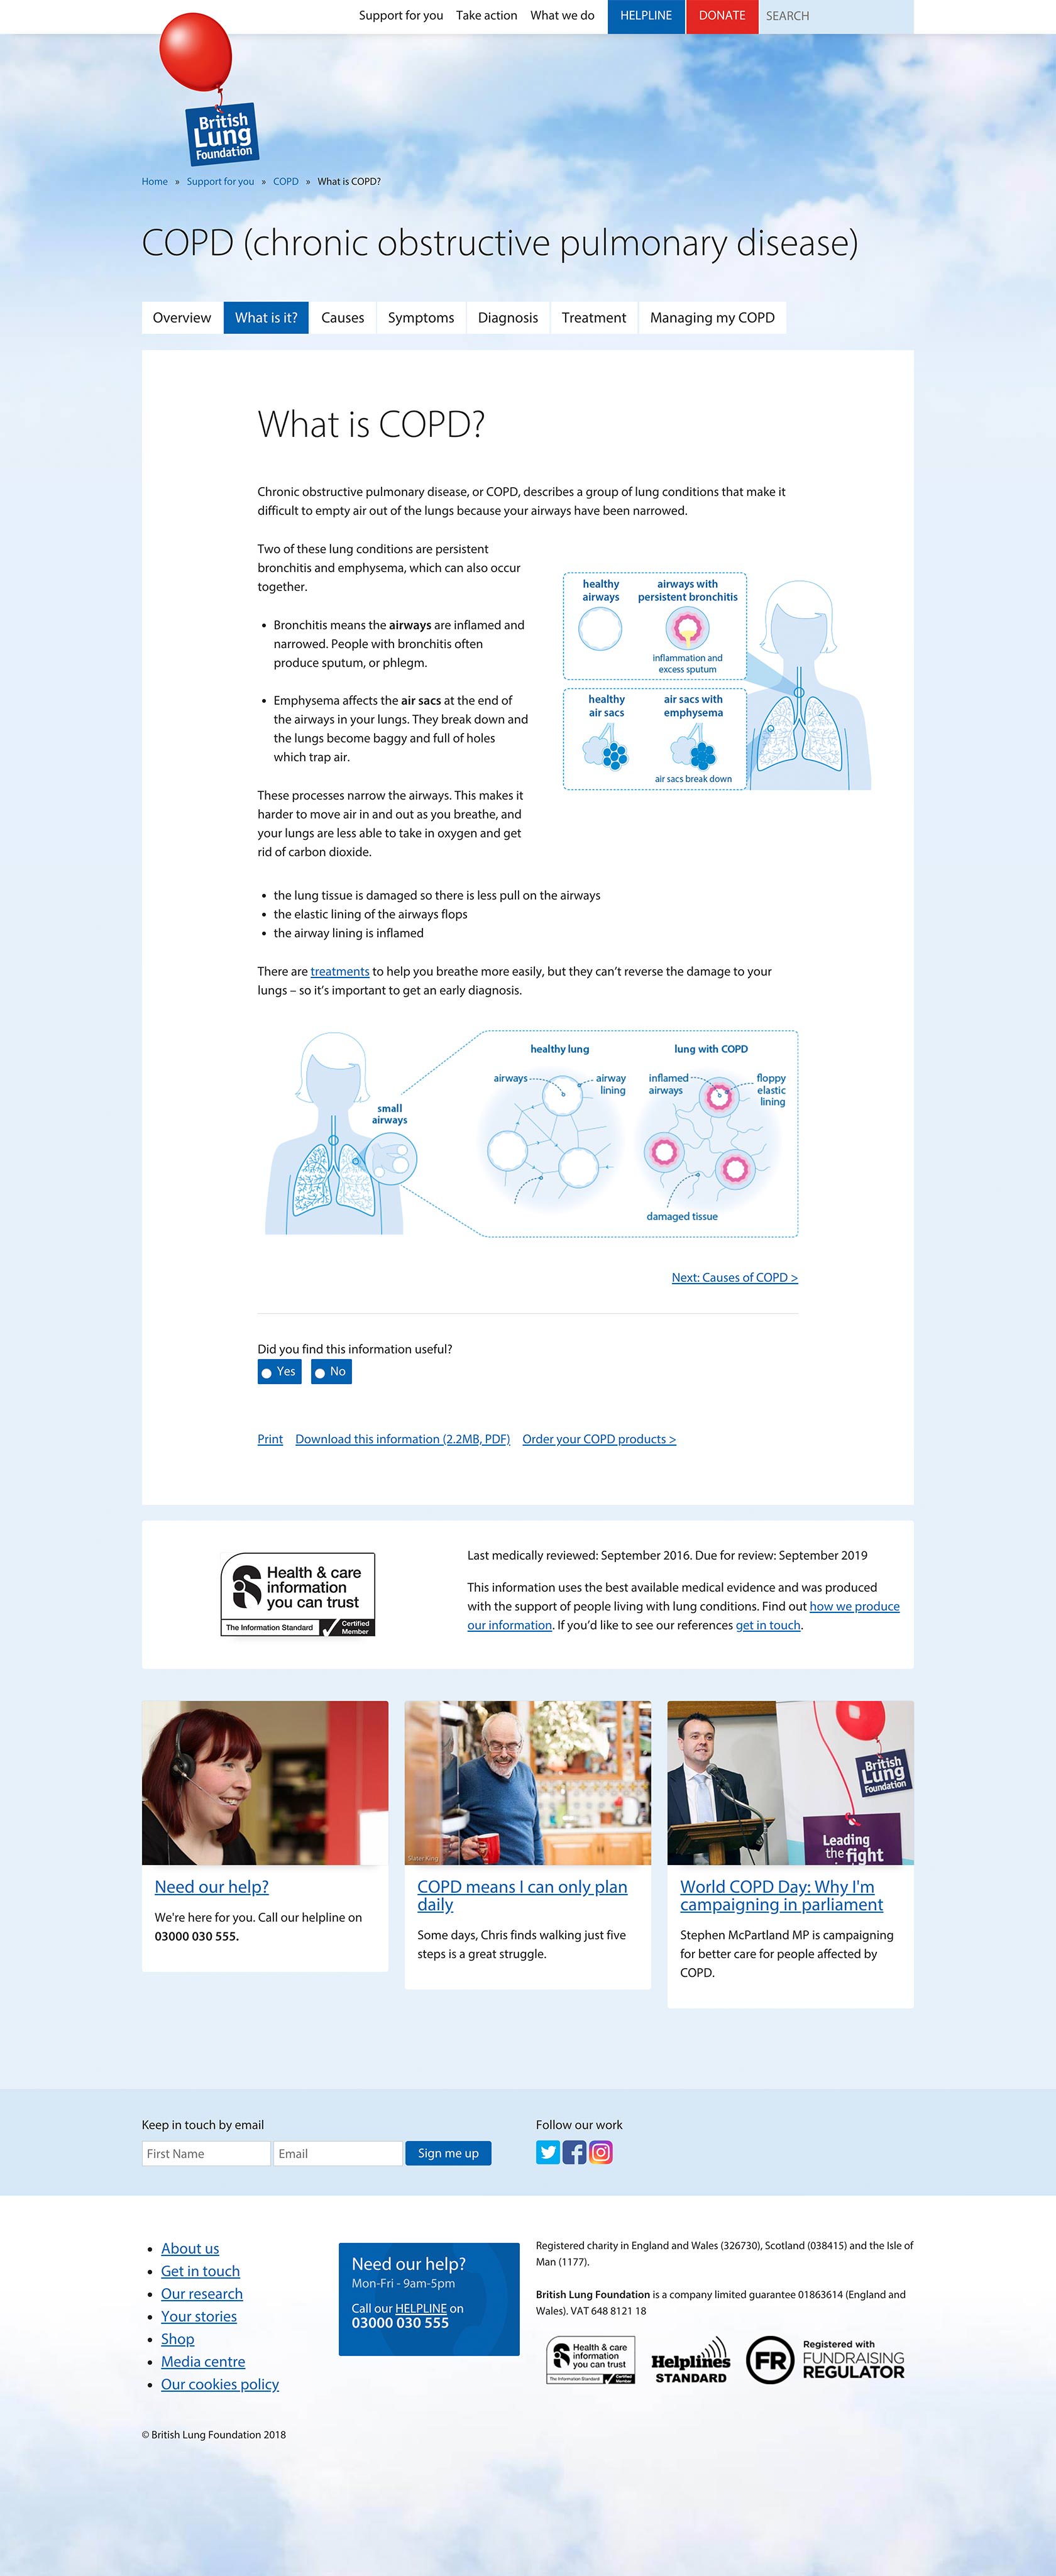 Support for you Take action What we do HELPLINE DONATE SEARCH
British
Lung
Foundation
Home » Support for you » COPD » What is COPD?
COPD (chronic obstructive pulmonary disease)
Overview What is it? Causes Symptoms Diagnosis Treatment Managing my COPD
What is COPD?
Chronic obstructive pulmonary disease, or COPD, describes a group of lung conditions that make it
difficult to empty air out of the lungs because your airways have been narrowed.
Two of these lung conditions are persistent
bronchitis and emphysema, which can also occur
together.
• Bronchitis means the airways are inflamed and
narrowed. People with bronchitis often
produce sputum, or phlegm.
• Emphysema affects the air sacs at the end of
the airways in your lungs. They break down and
the lungs become baggy and full of holes
which trap air.
These processes narrow the airways. This makes it
harder to move air in and out as you breathe, and
your lungs are less able to take in oxygen and get
rid of carbon dioxide.
healthy
airways
airways with
persistent bronchitis
inflammation and
excess sputum
healthy
air sacs
air sacs with
emphysema
air sacs break down
• the lung tissue is damaged so there is less pull on the airways
• the elastic lining of the airways flops
• the airway lining is inflamed
There are treatments to help you breathe more easily, but they can't reverse the damage to your
lungs – so it's important to get an early diagnosis.
small
airways
healthy lung
airways
airway
lining
lung with COPD
inflamed
airways
floppy
elastic
lining
damaged tissue
Next: Causes of COPD >
Did you find this information useful?
Yes No
Print Download this information (2.2MB, PDF) Order your COPD products >
Health & care
information
you can trust
The Information Standard Certified
Member
Last medically reviewed: September 2016. Due for review: September 2019
This information uses the best available medical evidence and was produced
with the support of people living with lung conditions. Find out how we produce
our information. If you'd like to see our references get in touch.
Slater King
British
Lung
Foundation
Leading
the fight
Need our help?
We're here for you. Call our helpline on
03000 030 555.
COPD means I can only plan
daily
Some days, Chris finds walking just five
steps is a great struggle.
World COPD Day: Why I'm
campaigning in parliament
Stephen McPartland MP is campaigning
for better care for people affected by
COPD.
Keep in touch by email
First Name Email Sign me up
Follow our work
• About us
• Get in touch
• Our research
• Your stories
• Shop
• Media centre
• Our cookies policy
Need our help?
Mon-Fri - 9am-5pm
Call our HELPLINE on
03000 030 555
Registered charity in England and Wales (326730), Scotland (038415) and the Isle of
Man (1177).
British Lung Foundation is a company limited guarantee 01863614 (England and
Wales). VAT 648 8121 18
Health & care
information
you can trust
The Information Standard Certified
Member
Helplines
STANDARD
FR
Registered with
FUNDRAISING
REGULATOR
© British Lung Foundation 2018